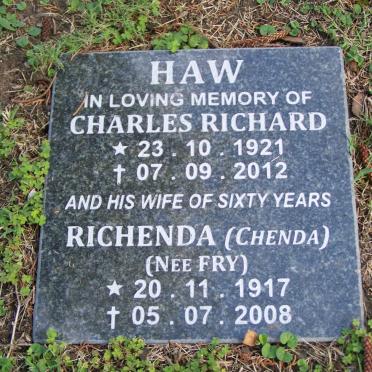 HAW
IN LOVING MEMORY OF
CHARLES RICHARD
★ 23 . 10 . 1921
✝ 07 . 09 . 2012
AND HIS WIFE OF SIXTY YEARS
RICHENDA (CHENDA)
(NEE FRY)
★ 20 . 11 . 1917
✝ 05 . 07 . 2008